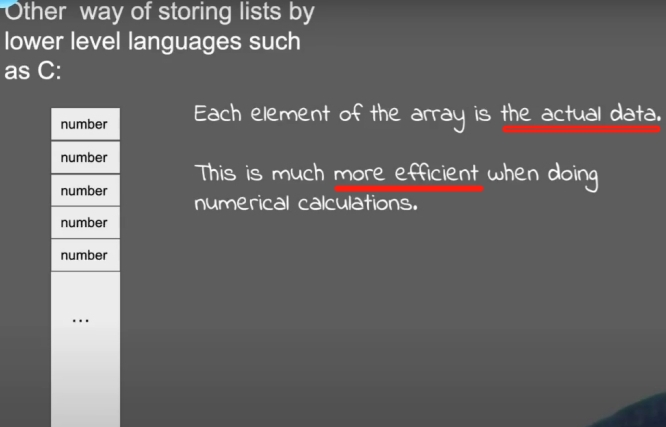 Other way of storing lists by
lower level languages such
as C:
number
number
number
number
number
...
Each element of the array is the actual data.
This is much more efficient when doing
numerical calculations.